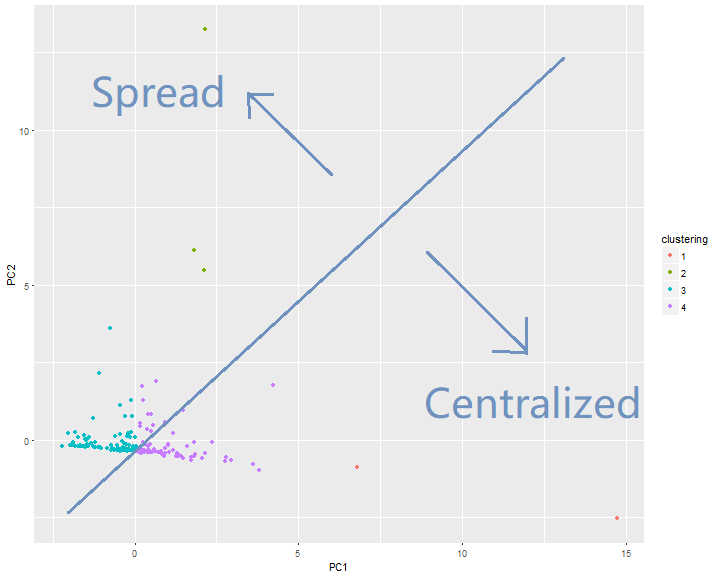 Spread
Centralized
10
5
0
PC2
0
5
10
15
PC1
clustering
1
2
3
4